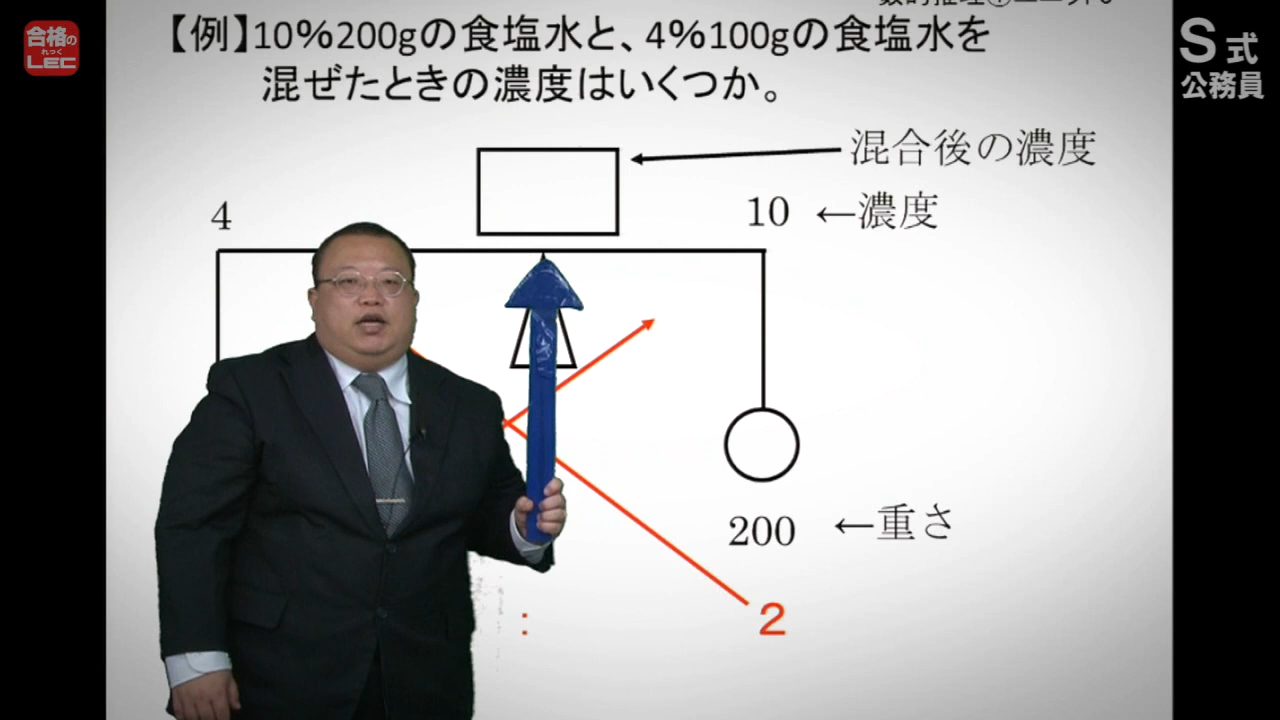 合格の
れっく
LEC
S式
公務員
【例】10%200gの食塩水と、4%100gの食塩水を
混ぜたときの濃度はいくつか。
混合後の濃度
4
10 ←濃度
200 ←重さ
: 2